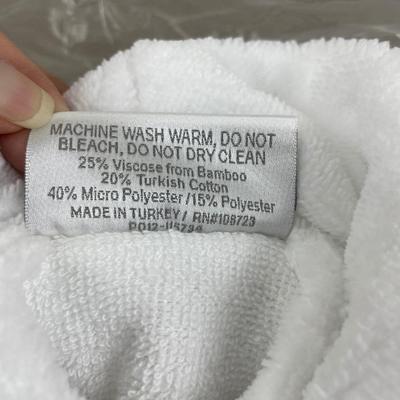 MACHINE WASH WARM, DO NOT
BLEACH, DO NOT DRY CLEAN
25% Viscose from Bamboo
20% Turkish Cotton
40% Micro Polyester /15% Polyester
MADE IN TURKEY / RN#109723